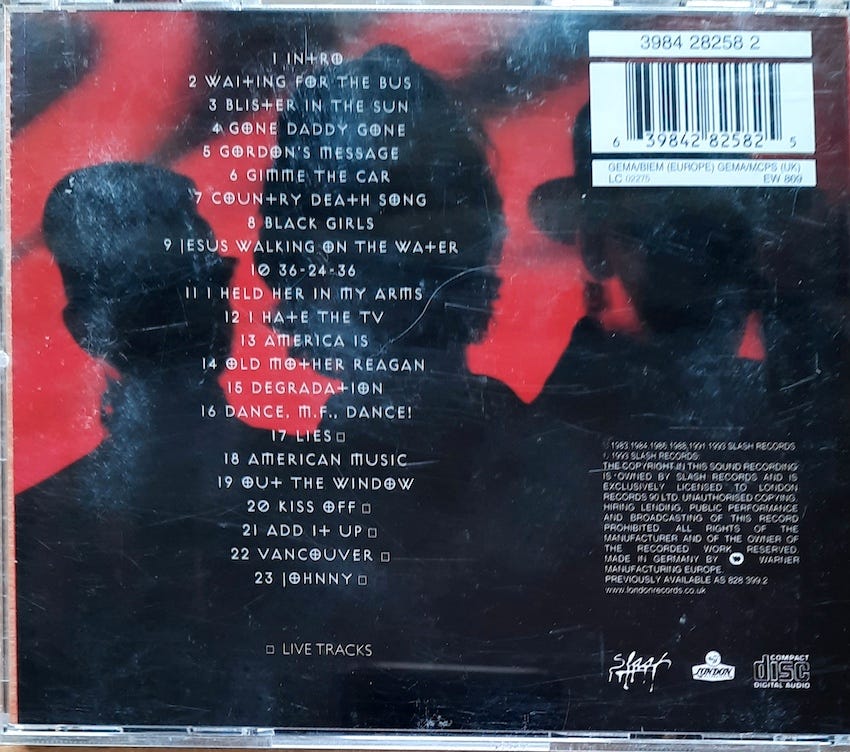 3984 28258 2
6 39842 82582 5
GEMA/BIEM (EUROPE) GEMA/MCPS (UK)
LC 02275 EW 809
1 INTRO
2 WAITING FOR THE BUS
3 BLISTER IN THE SUN
4 GONE DADDY GONE
5 GORDON'S MESSAGE
6 GIMME THE CAR
7 COUNTRY DEATH SONG
8 BLACK GIRLS
9 JESUS WALKING ON THE WATER
10 36-24-36
11 I HELD HER IN MY ARMS
12 I HATE THE TV
13 AMERICA IS
14 OLD MOTHER REAGAN
15 DEGRADATION
16 DANCE, M.F., DANCE!
17 LIES □
18 AMERICAN MUSIC
19 OUT THE WINDOW
20 KISS OFF □
21 ADD IT UP □
22 VANCOUVER □
23 JOHNNY □
□ LIVE TRACKS
1983,1984,1986,1988,1991,1993 SLASH RECORDS
1993 SLASH RECORDS.
THE COPYRIGHT IN THIS SOUND RECORDING
IS OWNED BY SLASH RECORDS AND IS
EXCLUSIVELY LICENSED TO LONDON
RECORDS 90 LTD. UNAUTHORISED COPYING,
HIRING LENDING, PUBLIC PERFORMANCE
AND BROADCASTING OF THIS RECORD
PROHIBITED ALL RIGHTS OF THE
MANUFACTURER AND OF THE OWNER OF
THE RECORDED WORK RESERVED.
MADE IN GERMANY BY WARNER
MANUFACTURING EUROPE.
PREVIOUSLY AVAILABLE AS 828 399.2
www.londonrecords.co.uk
Slash
LONDON
COMPACT
disc
DIGITAL AUDIO